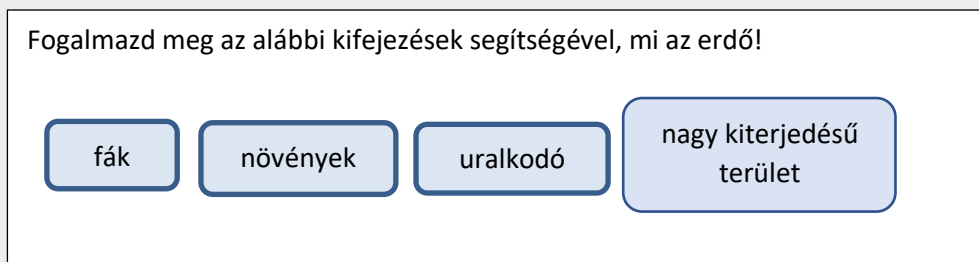 Fogalmazd meg az alábbi kifejezések segítségével, mi az erdő!
fák
növények
uralkodó
nagy kiterjedésű
terület